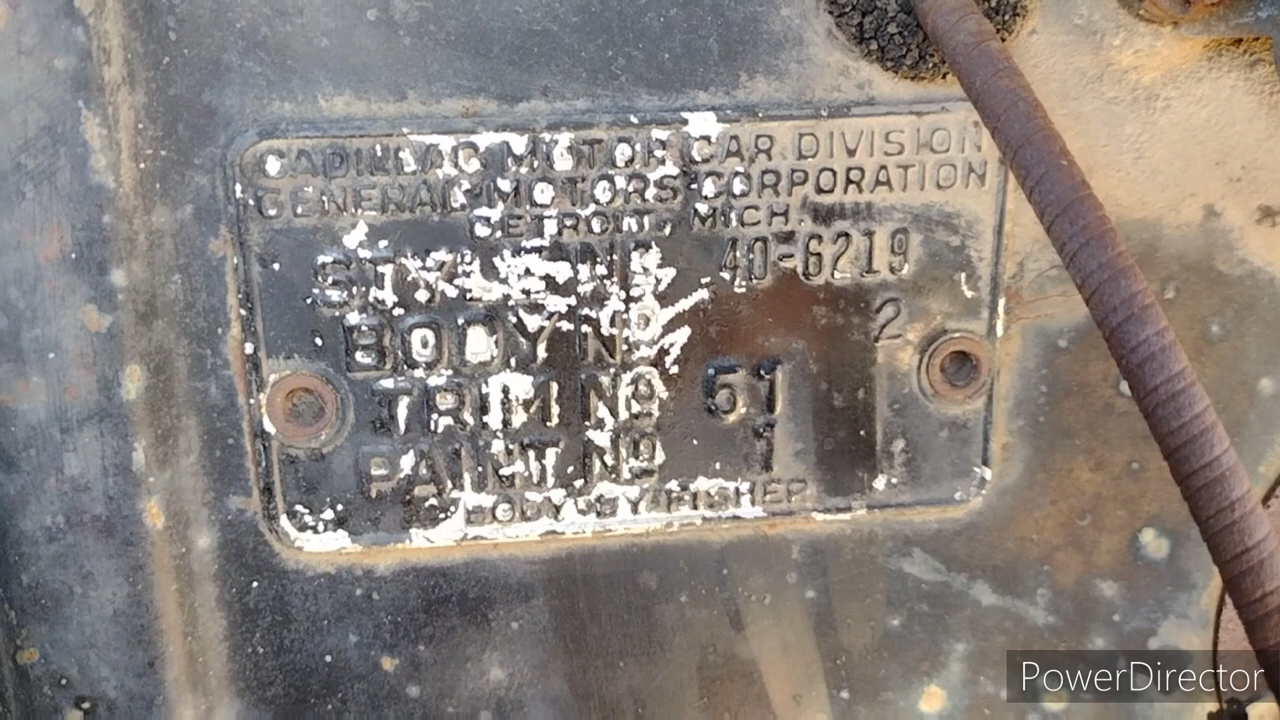 CADILLAC MOTOR CAR DIVISION
GENERAL MOTORS CORPORATION
DETROIT, MICH.
STYLE NO 40-6219
BODY NO 2
TRIM NO 51
PAINT NO 1
BODY BY FISHER
PowerDirector